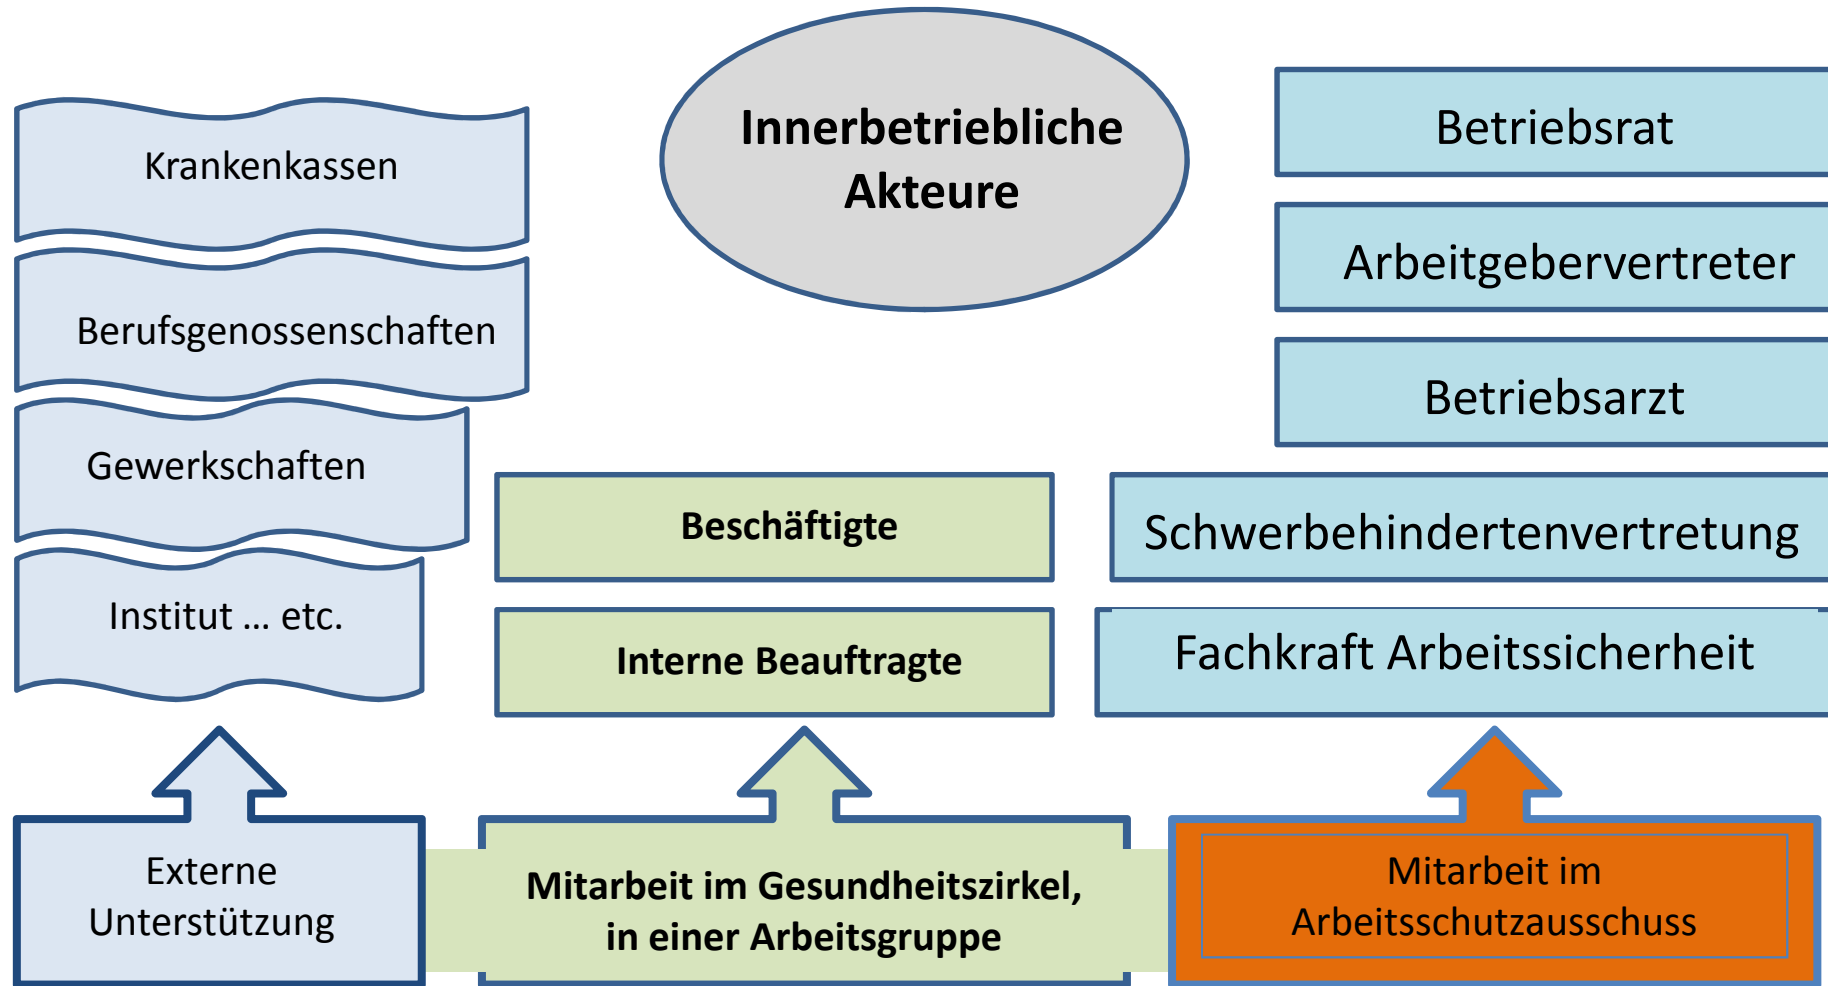 Innerbetriebliche
Akteure
Krankenkassen
Berufsgenossenschaften
Gewerkschaften
Institut ... etc.
Beschäftigte
Interne Beauftragte
Betriebsrat
Arbeitgebervertreter
Betriebsarzt
Schwerbehindertenvertretung
Fachkraft Arbeitssicherheit
Externe
Unterstützung
Mitarbeit im Gesundheitszirkel,
in einer Arbeitsgruppe
Mitarbeit im
Arbeitsschutzausschuss